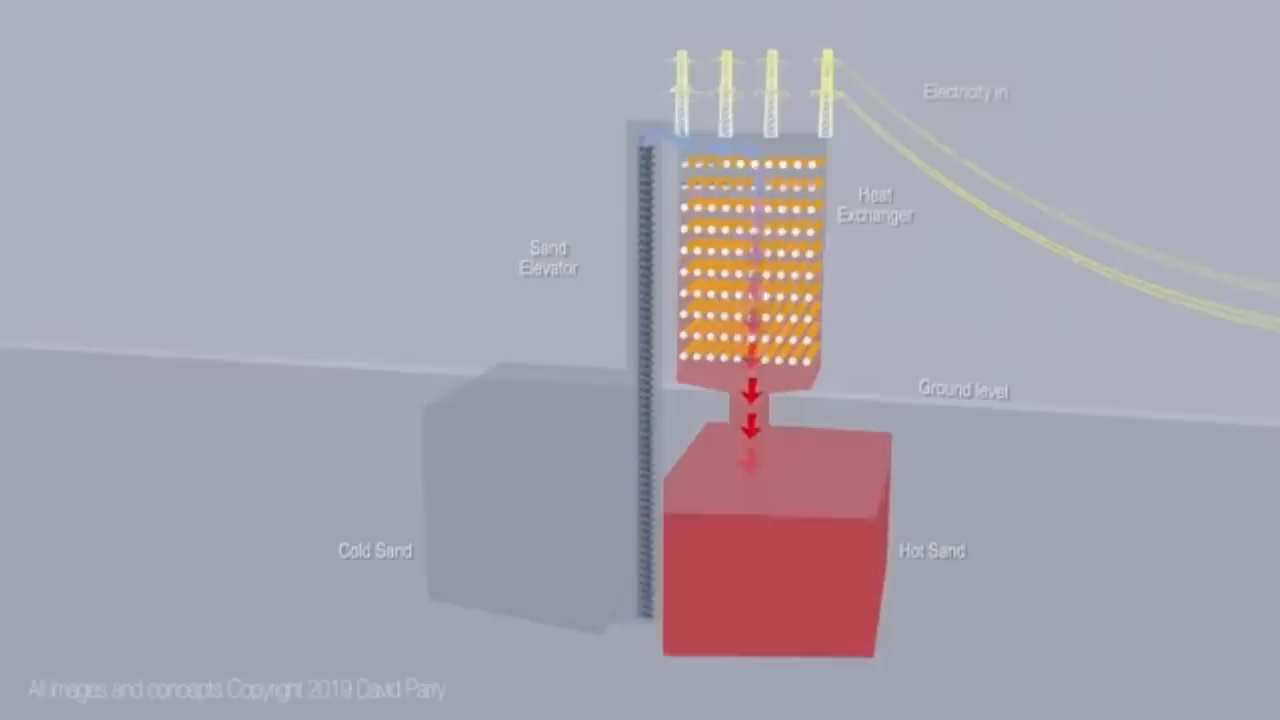 Electricity in
Heat
Exchanger
Sand
Elevator
Ground level
Cold Sand
Hot Sand
All images and concepts Copyright 2019 David Parry